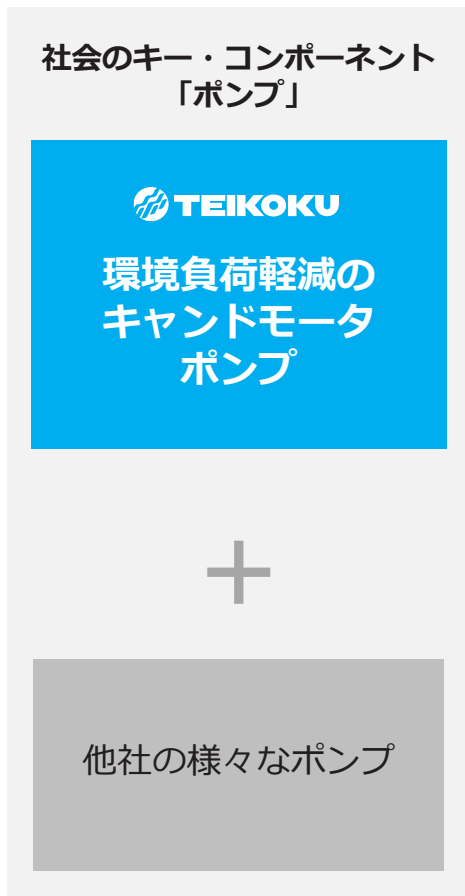 社会のキー・コンポーネント
「ポンプ」
TEIKOKU
環境負荷軽減の
キャンドモータ
ポンプ
+
他社の様々なポンプ